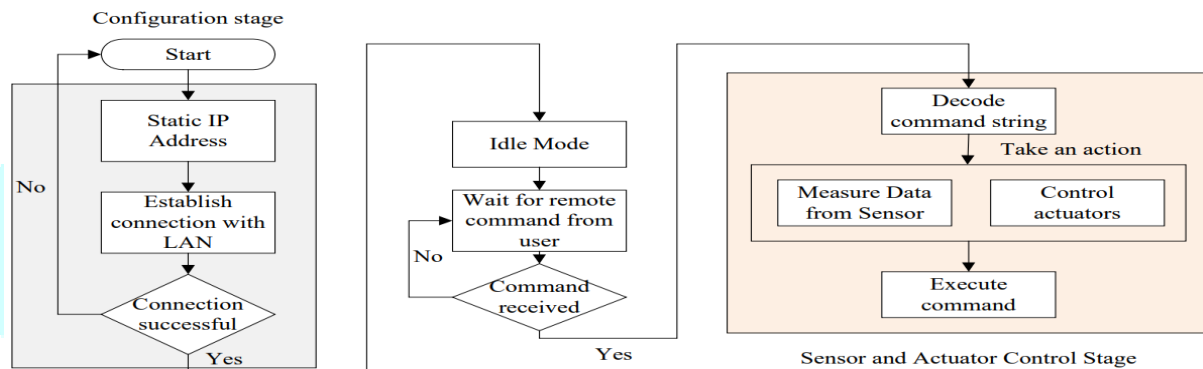 Configuration stage
Start
Static IP
Address
No
Establish
connection with
LAN
Connection
successful
Yes
Idle Mode
Wait for remote
command from
user
No
Command
received
Yes
Decode
command string
Take an action
Measure Data
from Sensor
Control
actuators
Execute
command
Sensor and Actuator Control Stage